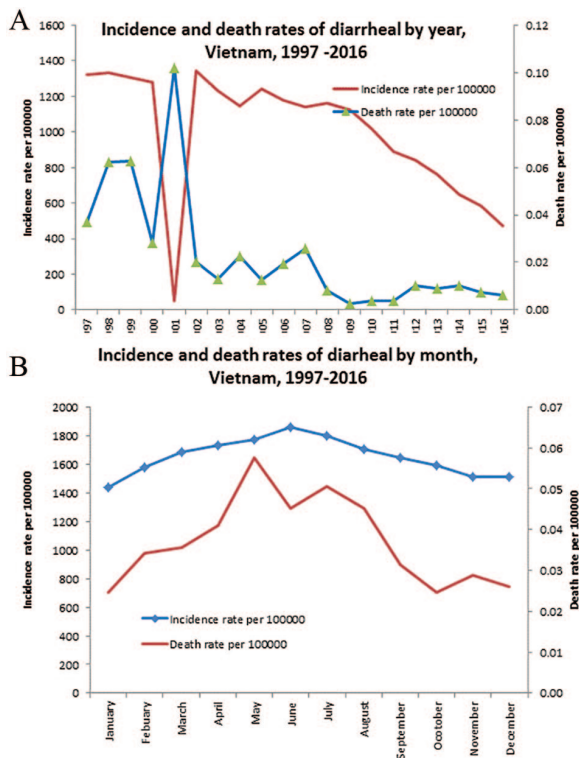 A
Incidence and death rates of diarrheal by year,
Vietnam, 1997 -2016
Incidence rate per 100000
1600
1400
1200
1000
800
600
400
200
0
Incidence rate per 100000
Death rate per 100000
0.12
0.10
0.08
0.06
0.04
0.02
0.00
Death rate per 100000
'97
'98
'99
'00
'01
'02
'03
'04
'05
'06
'07
'08
'09
'10
'11
'12
'13
'14
'15
'16
B
Incidence and death rates of diarheal by month,
Vietnam, 1997-2016
Incidence rate per 100000
2000
1800
1600
1400
1200
1000
800
600
400
200
0
Incidence rate per 100000
Death rate per 100000
0.07
0.06
0.05
0.04
0.03
0.02
0.01
0.00
Death rate per 100000
January
Febuary
March
April
May
June
July
August
September
Ocotober
November
December